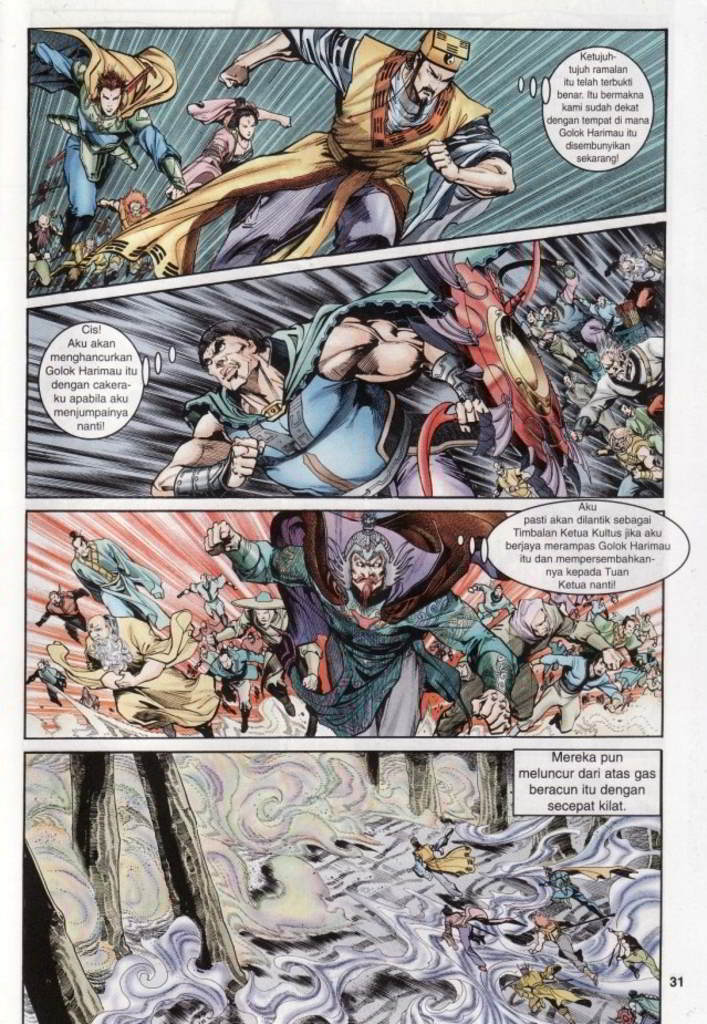 Ketujuh-
tujuh ramalan
itu telah terbukti
benar. Itu bermakna
kami sudah dekat
dengan tempat di mana
Golok Harimau itu
disembunyikan
sekarang!
Cis!
Aku akan
menghancurkan
Golok Harimau itu
dengan cakera-
ku apabila aku
menjumpainya
nanti!
Aku
pasti akan dilantik sebagai
Timbalan Ketua Kultus jika aku
berjaya merampas Golok Harimau
itu dan mempersembahkan-
nya kepada Tuan
Ketua nanti!
Mereka pun
meluncur dari atas gas
beracun itu dengan
secepat kilat.
31